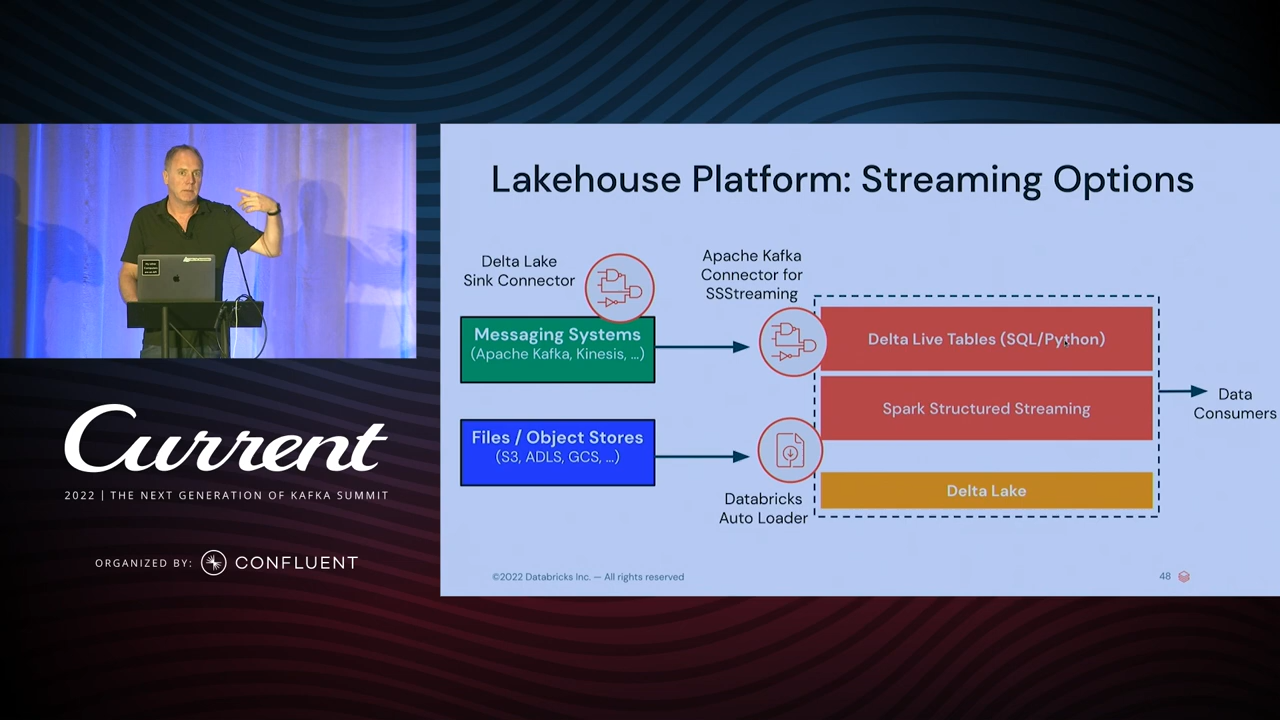 Lakehouse Platform: Streaming Options
Delta Lake
Sink Connector
Apache Kafka
Connector for
SSStreaming
Messaging Systems
(Apache Kafka, Kinesis, ...)
Delta Live Tables (SQL/Python)
Spark Structured Streaming
Data
Consumers
Files / Object Stores
(S3, ADLS, GCS, ...)
Databricks
Auto Loader
Delta Lake
©2022 Databricks Inc. — All rights reserved
48
Current
2022 | THE NEXT GENERATION OF KAFKA SUMMIT
ORGANIZED BY: CONFLUENT